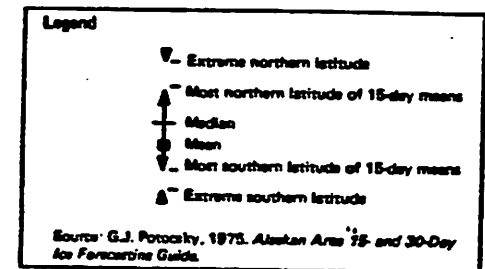 Legend
Extreme northern latitude
Most northern latitude of 15-day means
Median
Mean
Most southern latitude of 15-day means
Extreme southern latitude
Source: G.J. Potocsky, 1975. Alaskan Area 15- and 30-Day
Ice Forecasting Guide.